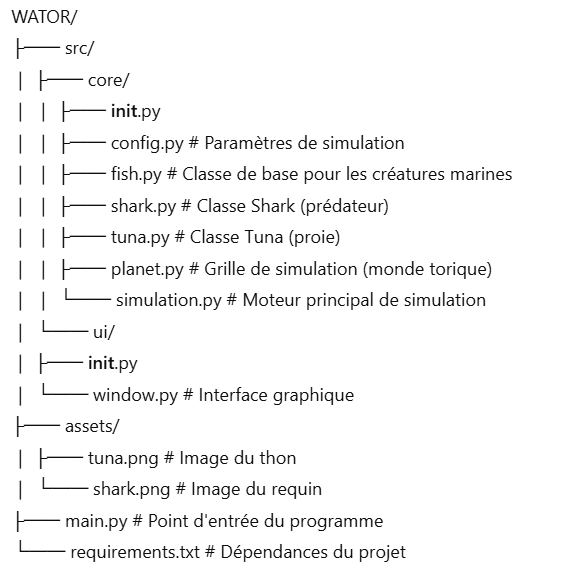 WATOR/
├── src/
│ ├── core/
│ │ ├── init.py
│ │ ├── config.py # Paramètres de simulation
│ │ ├── fish.py # Classe de base pour les créatures marines
│ │ ├── shark.py # Classe Shark (prédateur)
│ │ ├── tuna.py # Classe Tuna (proie)
│ │ ├── planet.py # Grille de simulation (monde torique)
│ │ └── simulation.py # Moteur principal de simulation
│ └── ui/
│ ├── init.py
│ └── window.py # Interface graphique
├── assets/
│ ├── tuna.png # Image du thon
│ └── shark.png # Image du requin
├── main.py # Point d'entrée du programme
└── requirements.txt # Dépendances du projet